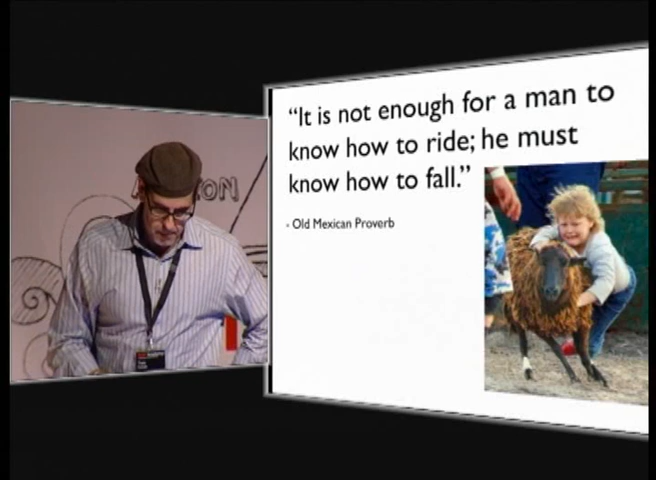 “It is not enough for a man to
know how to ride; he must
know how to fall.”
- Old Mexican Proverb